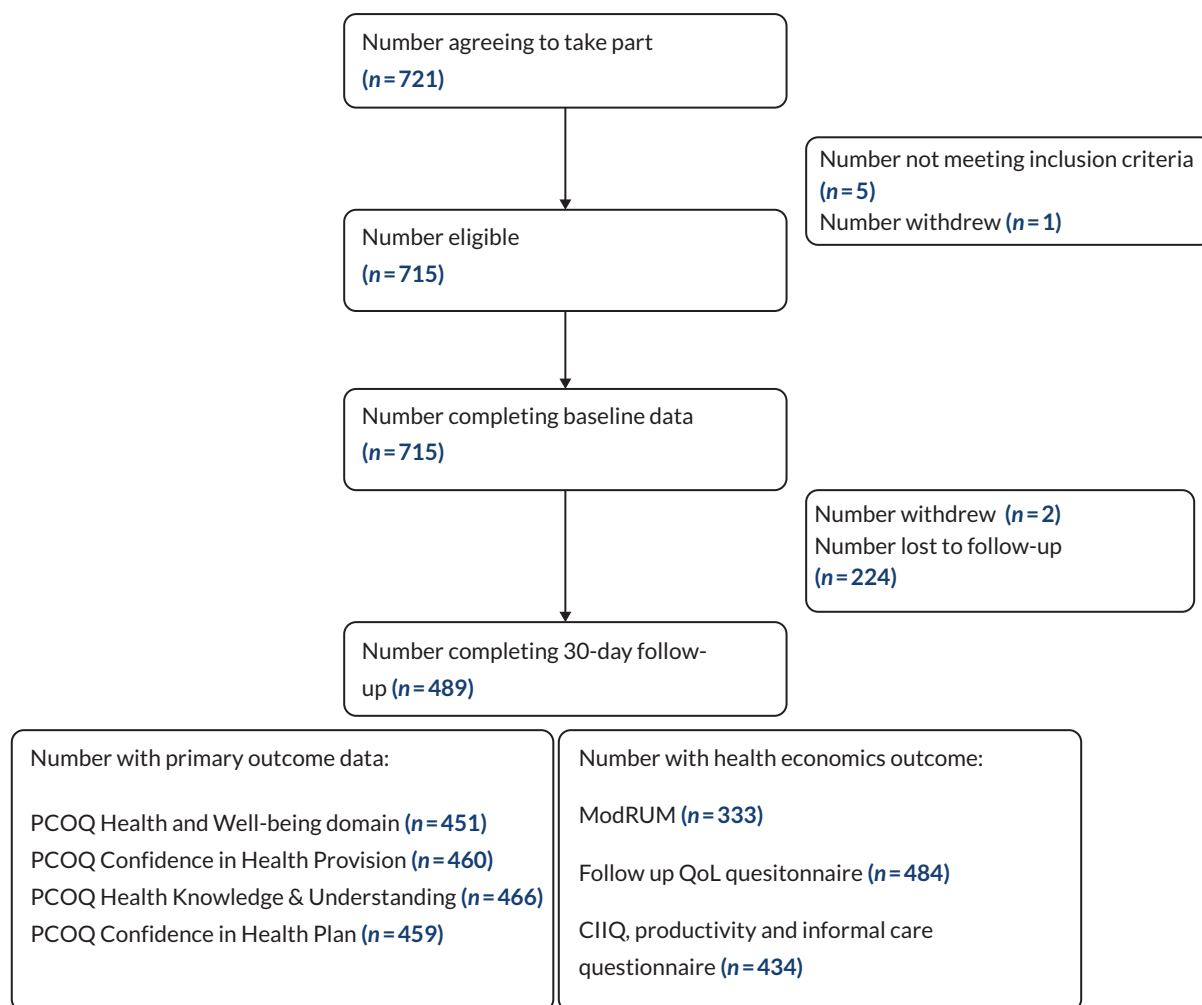 Number agreeing to take part
(n=721)
Number not meeting inclusion criteria
(n=5)
Number withdrew (n=1)
Number eligible
(n=715)
Number completing baseline data
(n=715)
Number withdrew (n=2)
Number lost to follow-up
(n=224)
Number completing 30-day follow-
up (n=489)
Number with primary outcome data:
PCOQ Health and Well-being domain (n=451)
PCOQ Confidence in Health Provision (n=460)
PCOQ Health Knowledge & Understanding (n=466)
PCOQ Confidence in Health Plan (n=459)
Number with health economics outcome:
ModRUM (n=333)
Follow up QoL quesitonnaire (n=484)
CIIQ, productivity and informal care
questionnaire (n=434)